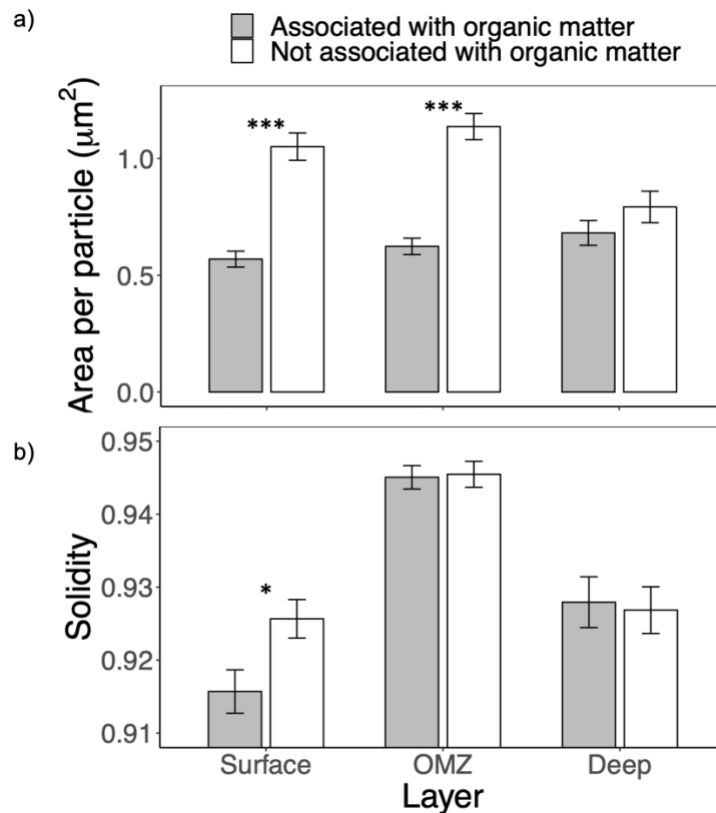 a)
Associated with organic matter
Not associated with organic matter
Area per particle (μm²)
1.0
0.5
0.0
***
***
b)
Solidity
0.95
0.94
0.93
0.92
0.91
*
Surface
OMZ
Deep
Layer